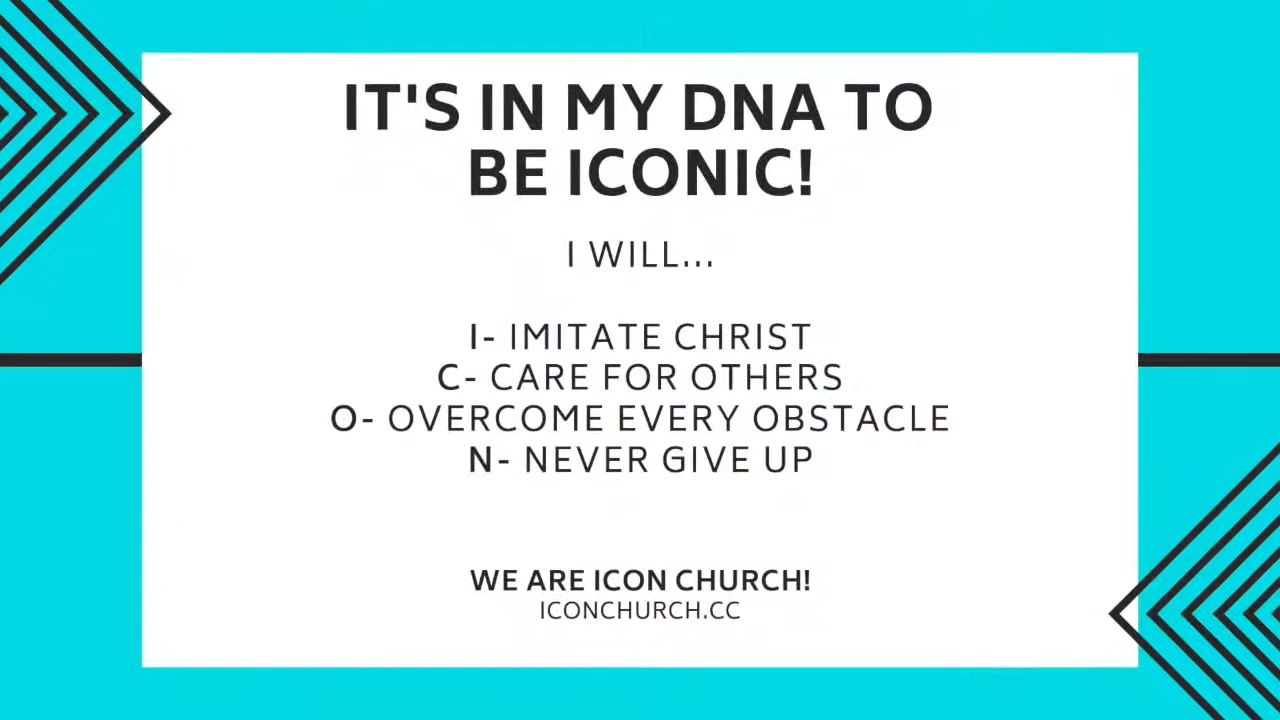 IT'S IN MY DNA TO
BE ICONIC!
I WILL...
I- IMITATE CHRIST
C- CARE FOR OTHERS
O- OVERCOME EVERY OBSTACLE
N- NEVER GIVE UP
WE ARE ICON CHURCH!
ICONCHURCH.CC